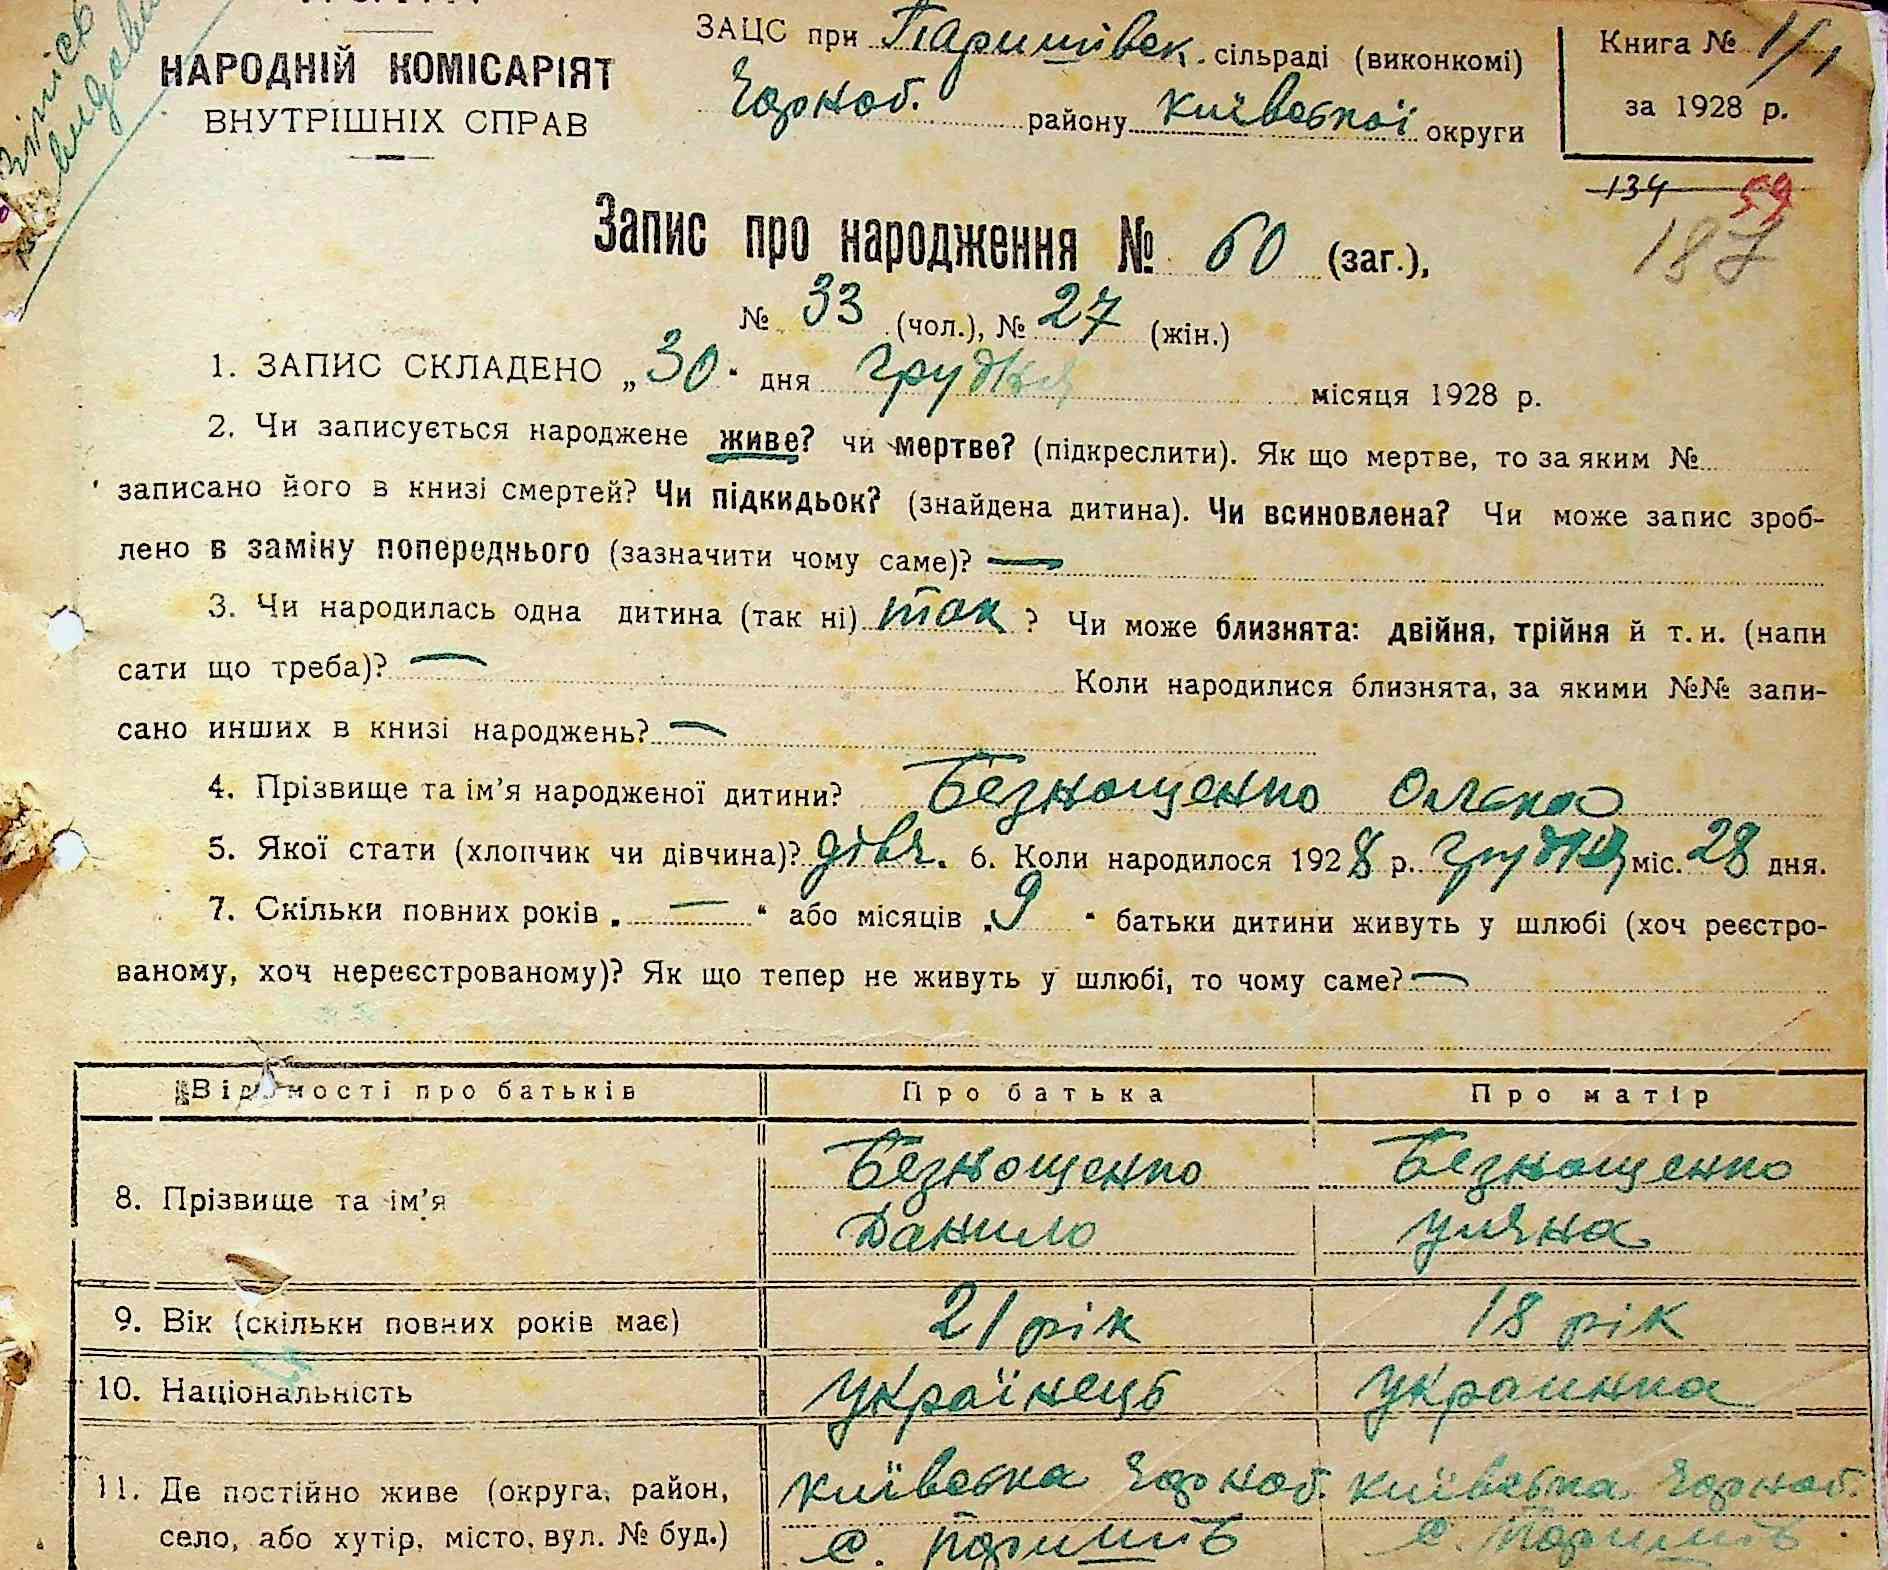 Випись видана
НАРОДНІЙ КОМІСАРІЯТ
ВНУТРІШНІХ СПРАВ
ЗАЦС при Паришівск. сільраді (виконкомі)
Чорноб. району Київської округи
Книга № 1/1
за 1928 р.
134 59
187
Запис про народження № 60 (заг.),
№ 33 (чол.), № 27 (жін.)
1. ЗАПИС СКЛАДЕНО „30“ дня грудня місяця 1928 р.
2. Чи записується народжене живе? чи мертве? (підкреслити). Як що мертве, то за яким №
записано його в книзі смертей? Чи підкидьок? (знайдена дитина). Чи всиновлена? Чи може запис зроб-
лено в заміну попереднього (зазначити чому саме)? —
3. Чи народилась одна дитина (так ні) так ? Чи може близнята: двійня, трійня й т. и. (напи
сати що треба)? — Коли народилися близнята, за якими №№ запи-
сано инших в книзі народжень? —
4. Прізвище та ім'я народженої дитини? Безнощенко Олена
5. Якої стати (хлопчик чи дівчина)? дівч. 6. Коли народилося 1928 р. грудня міс. 28 дня.
7. Скільки повних років „ — “ або місяців „9“ батьки дитини живуть у шлюбі (хоч реєстро-
ваному, хоч нереєстрованому)? Як що тепер не живуть у шлюбі, то чому саме? —
Відомості про батьків Про батька Про матір
8. Прізвище та ім'я Безнощенко Данило Безнощенко Уляна
9. Вік (скільки повних років має) 21 рік 18 рік
10. Національність Українець Украинка
11. Де постійно живе (округа, район, Київська Чорноб. Київська Чорноб.
село, або хутір, місто, вул. № буд.) с. Паришів с. Паришів